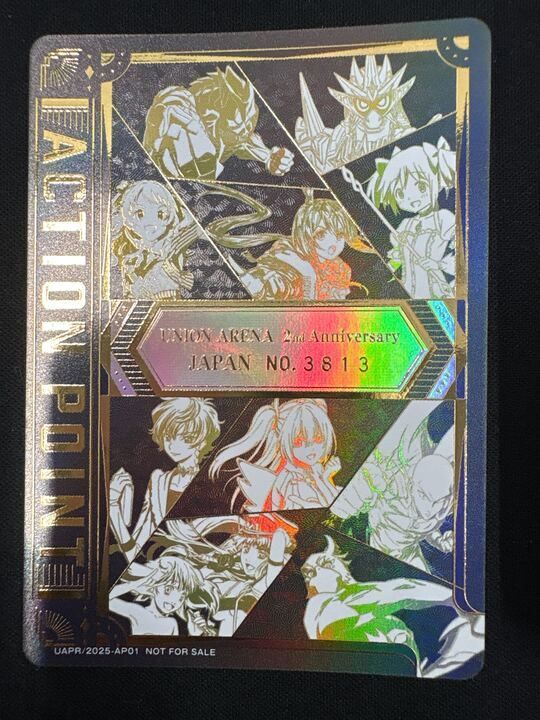 ACTION POINT
UNION ARENA 2nd Anniversary
JAPAN NO.3813
UAPR/2025-AP01 NOT FOR SALE